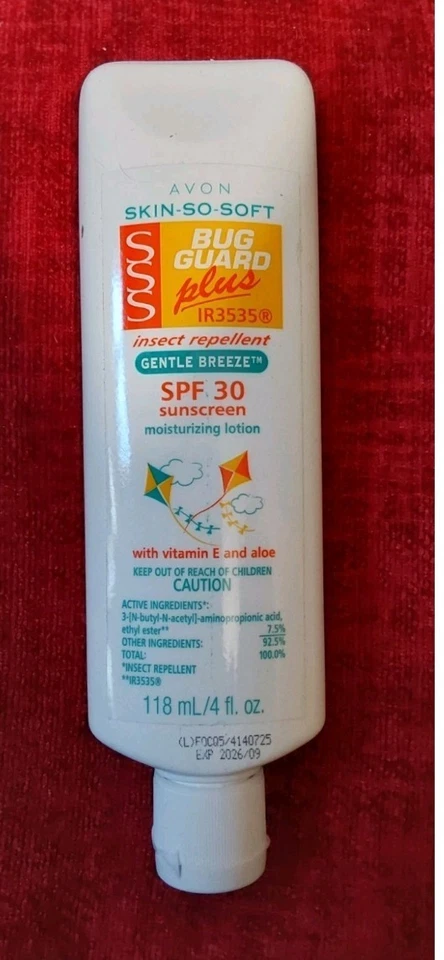 AVON
SKIN-SO-SOFT
SSS
BUG
GUARD
plus
IR3535®
insect repellent
GENTLE BREEZE™
SPF 30
sunscreen
moisturizing lotion
with vitamin E and aloe
KEEP OUT OF REACH OF CHILDREN
CAUTION
ACTIVE INGREDIENTS*:
3-[N-butyl-N-acetyl]-aminopropionic acid,
ethyl ester** 7.5%
OTHER INGREDIENTS: 92.5%
TOTAL: 100.0%
*INSECT REPELLENT
**IR3535®
118 mL/4 fl. oz.
(L)FOCQ5/4140725
EXP 2026/09